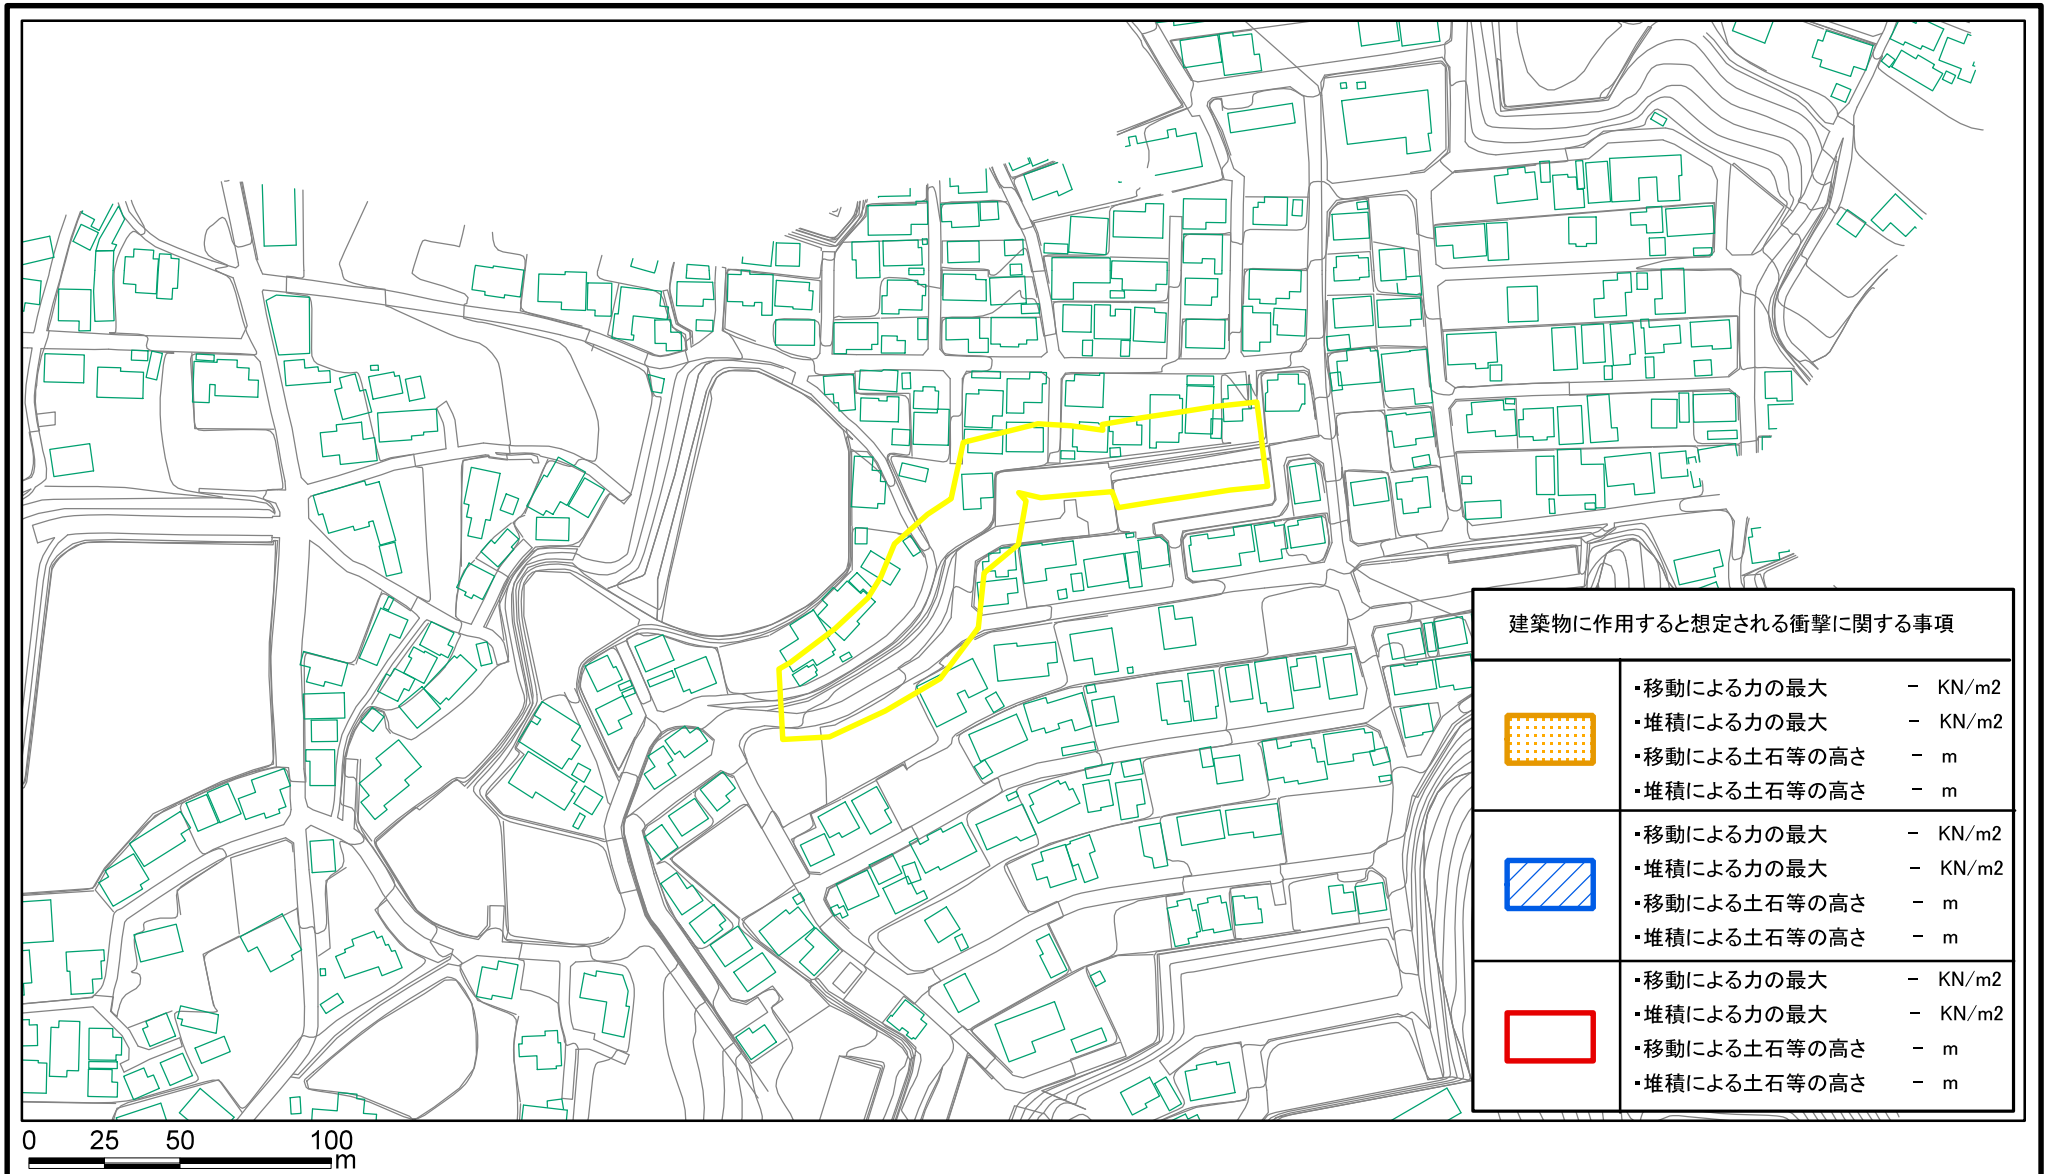 建築物に作用すると想定される衝撃に関する事項
・移動による力の最大 － KN/m2
・堆積による力の最大 － KN/m2
・移動による土石等の高さ － m
・堆積による土石等の高さ － m
・移動による力の最大 － KN/m2
・堆積による力の最大 － KN/m2
・移動による土石等の高さ － m
・堆積による土石等の高さ － m
・移動による力の最大 － KN/m2
・堆積による力の最大 － KN/m2
・移動による土石等の高さ － m
・堆積による土石等の高さ － m
0 25 50 100
m